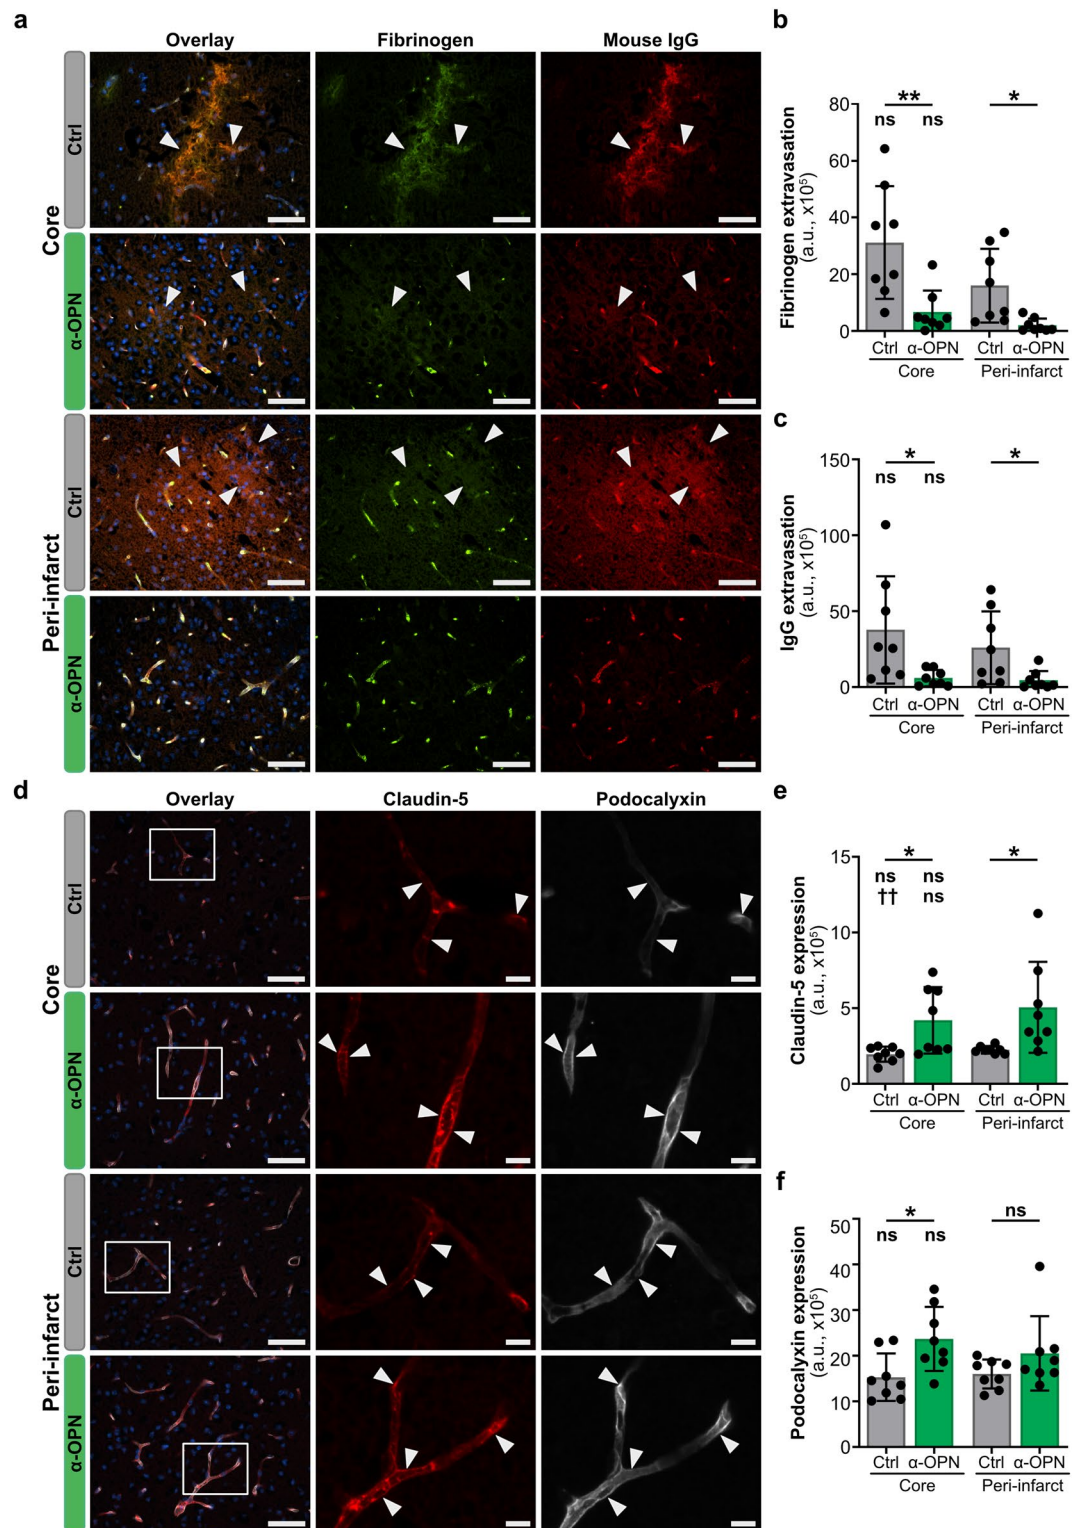 a
Overlay
Fibrinogen
Mouse IgG
Core
Ctrl
α-OPN
Peri-infarct
Ctrl
α-OPN
b
Fibrinogen extravasation
(a.u., x10⁵)
80
60
40
20
0
** *
ns ns
Ctrl α-OPN Ctrl α-OPN
Core Peri-infarct
c
IgG extravasation
(a.u., x10⁵)
150
100
50
0
* *
ns ns
Ctrl α-OPN Ctrl α-OPN
Core Peri-infarct
d
Overlay
Claudin-5
Podocalyxin
Core
Ctrl
α-OPN
Peri-infarct
Ctrl
α-OPN
e
Claudin-5 expression
(a.u., x10⁵)
15
10
5
0
* *
ns ns
†† ns
Ctrl α-OPN Ctrl α-OPN
Core Peri-infarct
f
Podocalyxin expression
(a.u., x10⁵)
50
40
30
20
10
0
* ns
ns ns
Ctrl α-OPN Ctrl α-OPN
Core Peri-infarct